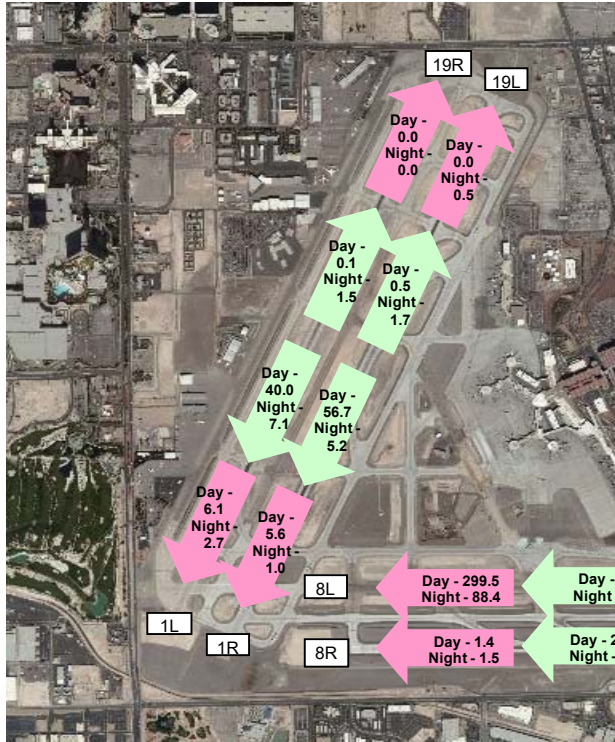 19R
19L
Day -
0.0
Night -
0.0
Day -
0.0
Night -
0.5
Day -
0.1
Night -
1.5
Day -
0.5
Night -
1.7
Day -
40.0
Night -
7.1
Day -
56.7
Night -
5.2
Day -
6.1
Night -
2.7
Day -
5.6
Night -
1.0
8L
Day - 299.5
Night - 88.4
Day -
Night
1L
1R
8R
Day - 1.4
Night - 1.5
Day - 2
Night -